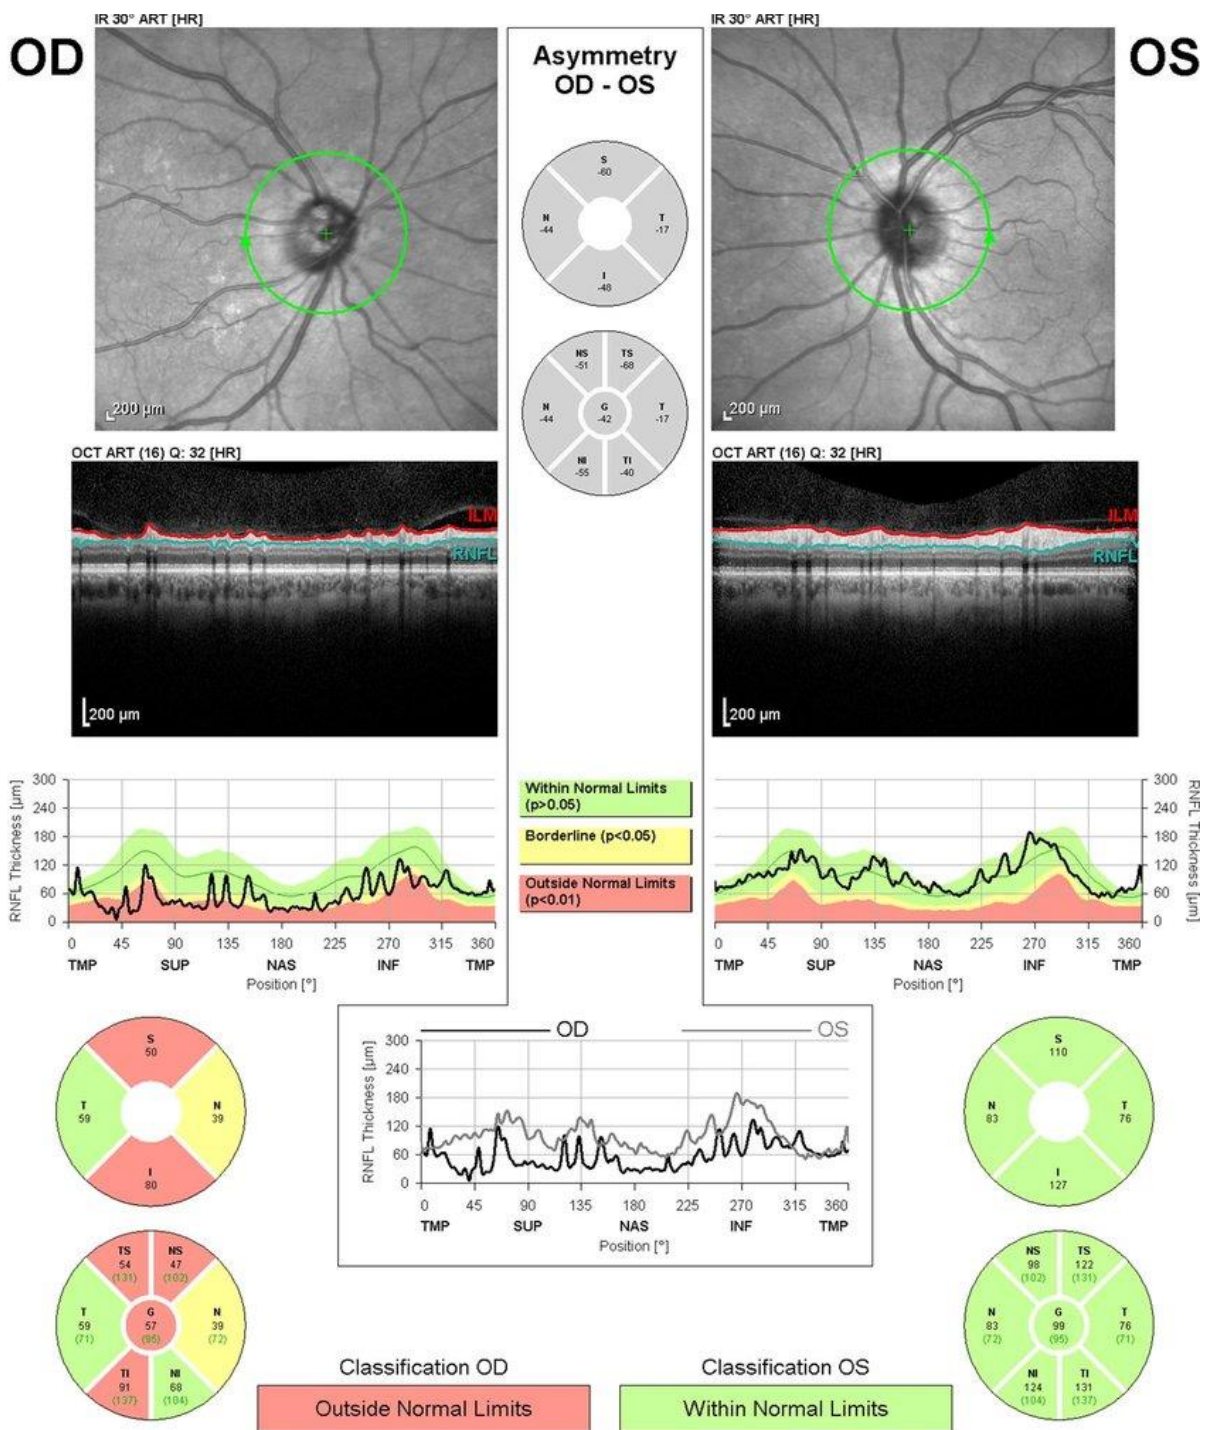 IR 30° ART [HR]
OD
Asymmetry
OD - OS
IR 30° ART [HR]
OS
S
-60
N
-44
T
-17
I
-48
NS
-51
TS
-68
N
-44
G
-42
T
-17
NI
-55
TI
-40
200 µm
200 µm
OCT ART (16) Q: 32 [HR]
ILM
RNFL
200 µm
OCT ART (16) Q: 32 [HR]
ILM
RNFL
200 µm
RNFL Thickness [µm]
300
240
180
120
60
0
0 45 90 135 180 225 270 315 360
TMP SUP NAS INF TMP
Position [°]
Within Normal Limits
(p>0.05)
Borderline (p<0.05)
Outside Normal Limits
(p<0.01)
300
240
180
120
60
0
RNFL Thickness [µm]
0 45 90 135 180 225 270 315 360
TMP SUP NAS INF TMP
Position [°]
S
50
T
59
N
39
I
80
OD OS
RNFL Thickness [µm]
300
240
180
120
60
0
0 45 90 135 180 225 270 315 360
TMP SUP NAS INF TMP
Position [°]
S
110
N
83
T
76
I
127
TS
54
(131)
NS
47
(102)
T
59
(71)
G
57
(95)
N
39
(72)
TI
91
(137)
NI
68
(104)
Classification OD
Outside Normal Limits
Classification OS
Within Normal Limits
NS
98
(102)
TS
122
(131)
N
83
(72)
G
99
(95)
T
76
(71)
NI
124
(104)
TI
131
(137)